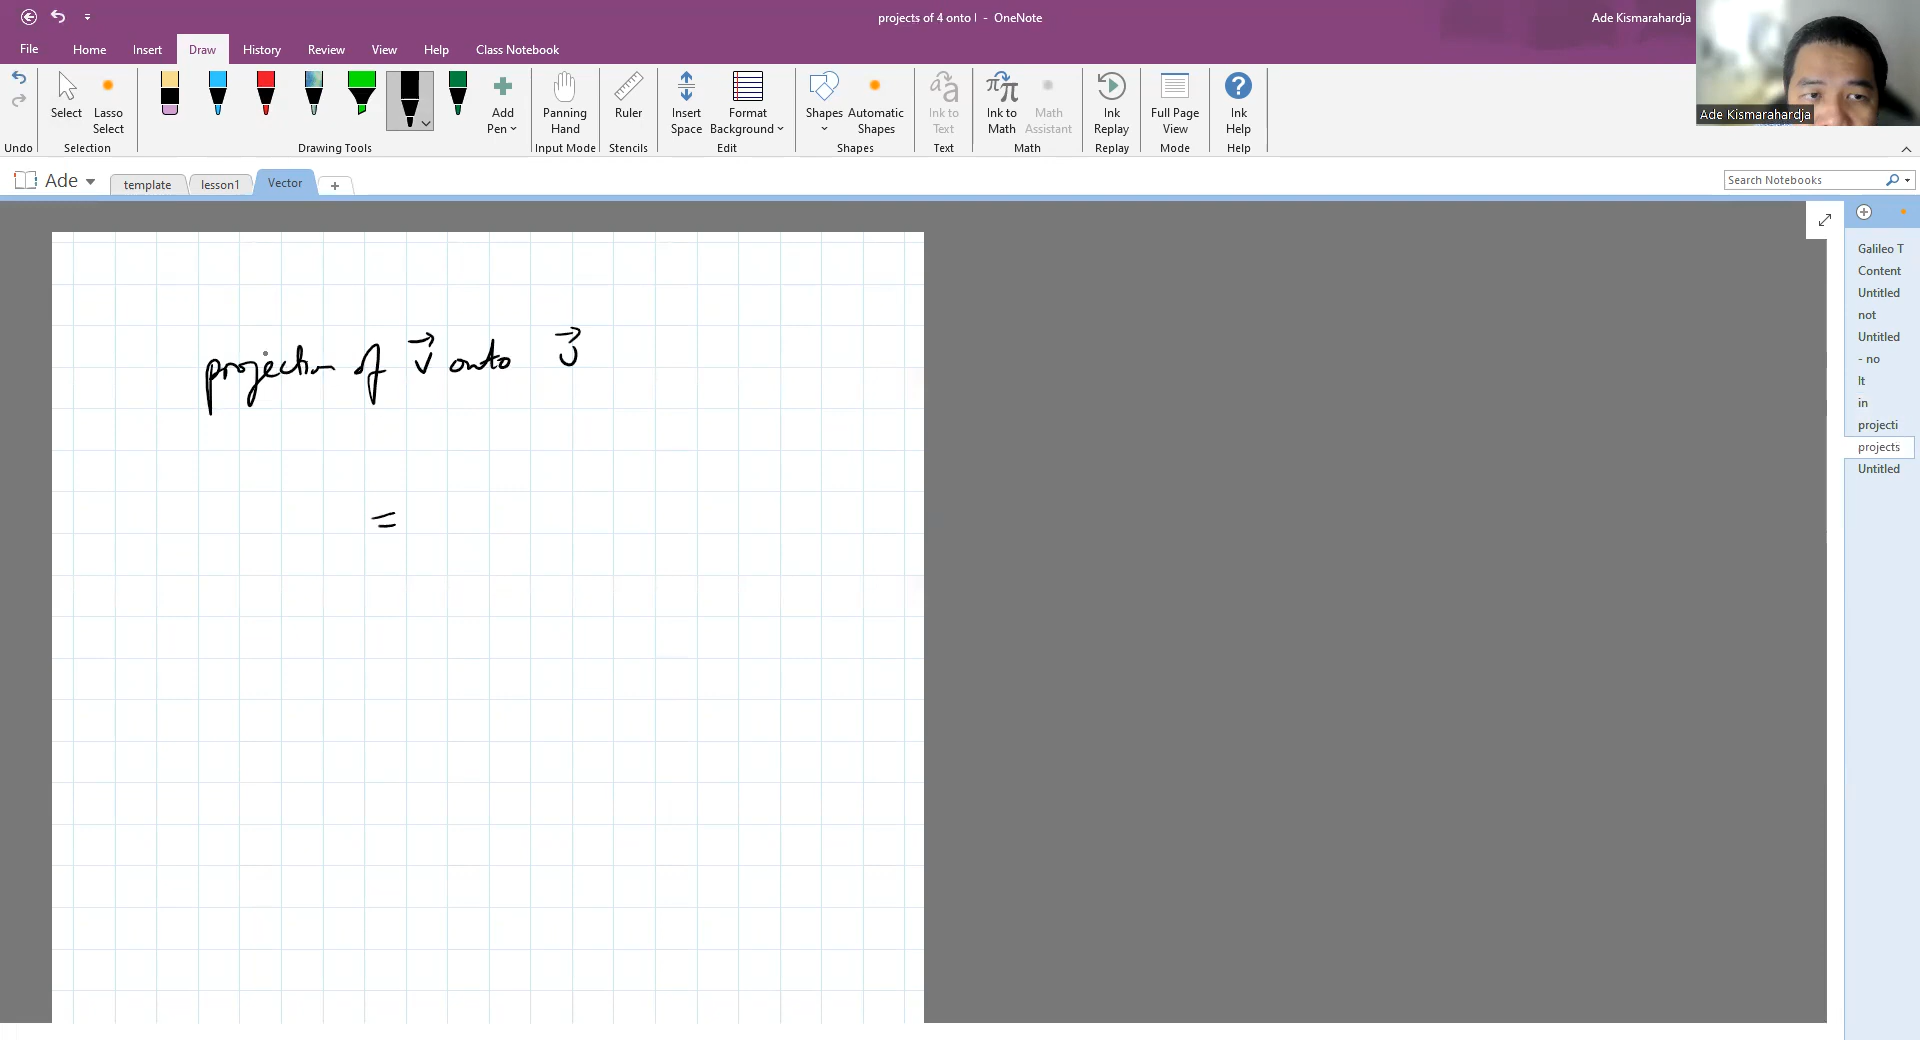 projects of 4 onto l - OneNote
Ade Kismarahardja
File Home Insert Draw History Review View Help Class Notebook
Select
Lasso Select
Add Pen
Panning Hand
Ruler
Insert Space
Format Background
Shapes
Automatic Shapes
Ink to Text
Ink to Math
Math Assistant
Ink Replay
Full Page View
Ink Help
Undo Selection Drawing Tools Input Mode Stencils Edit Shapes Text Math Replay Mode Help
Ade Kismarahardja
Ade template lesson1 Vector
Search Notebooks
projection of v⃗ onto u⃗
=
Galileo T
Content
Untitled
not
Untitled
- no
It
in
projecti
projects
Untitled